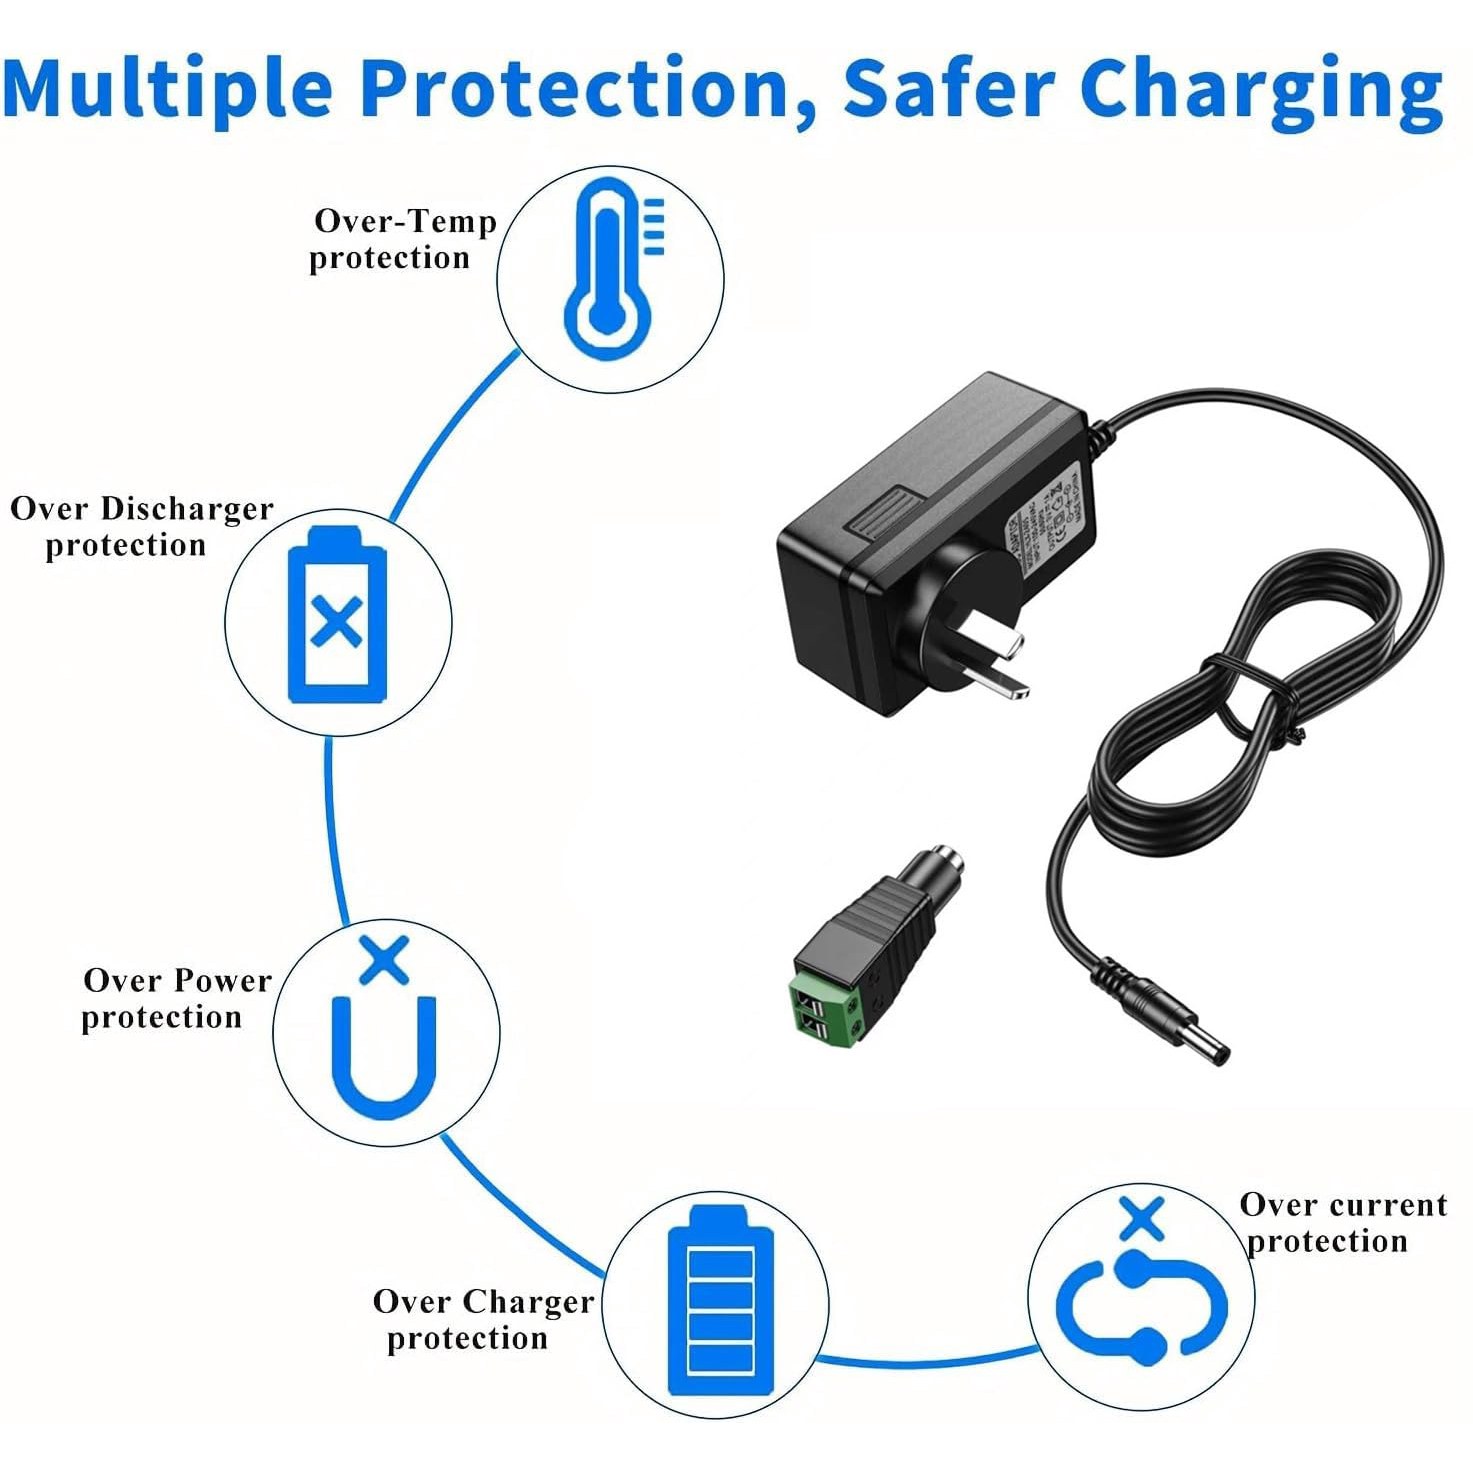 Multiple Protection, Safer Charging
Over-Temp
protection
Over Discharger
protection
Over Power
protection
Over Charger
protection
Over current
protection